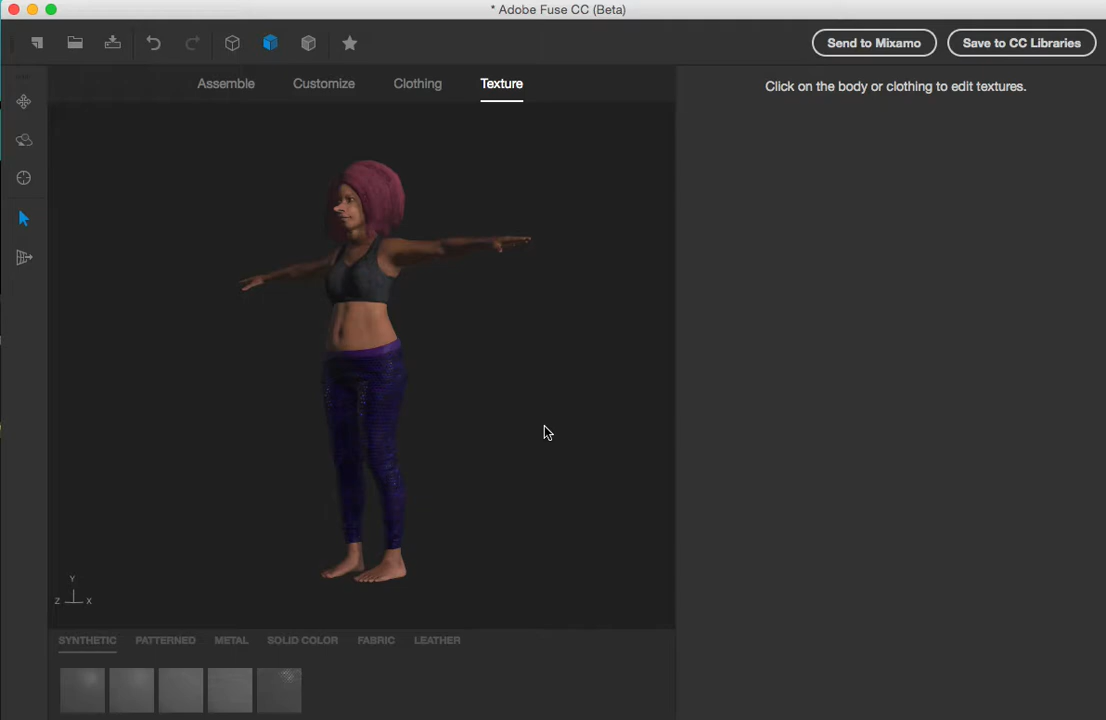 * Adobe Fuse CC (Beta)
Send to Mixamo
Save to CC Libraries
Assemble
Customize
Clothing
Texture
Click on the body or clothing to edit textures.
Y
Z
X
SYNTHETIC
PATTERNED
METAL
SOLID COLOR
FABRIC
LEATHER